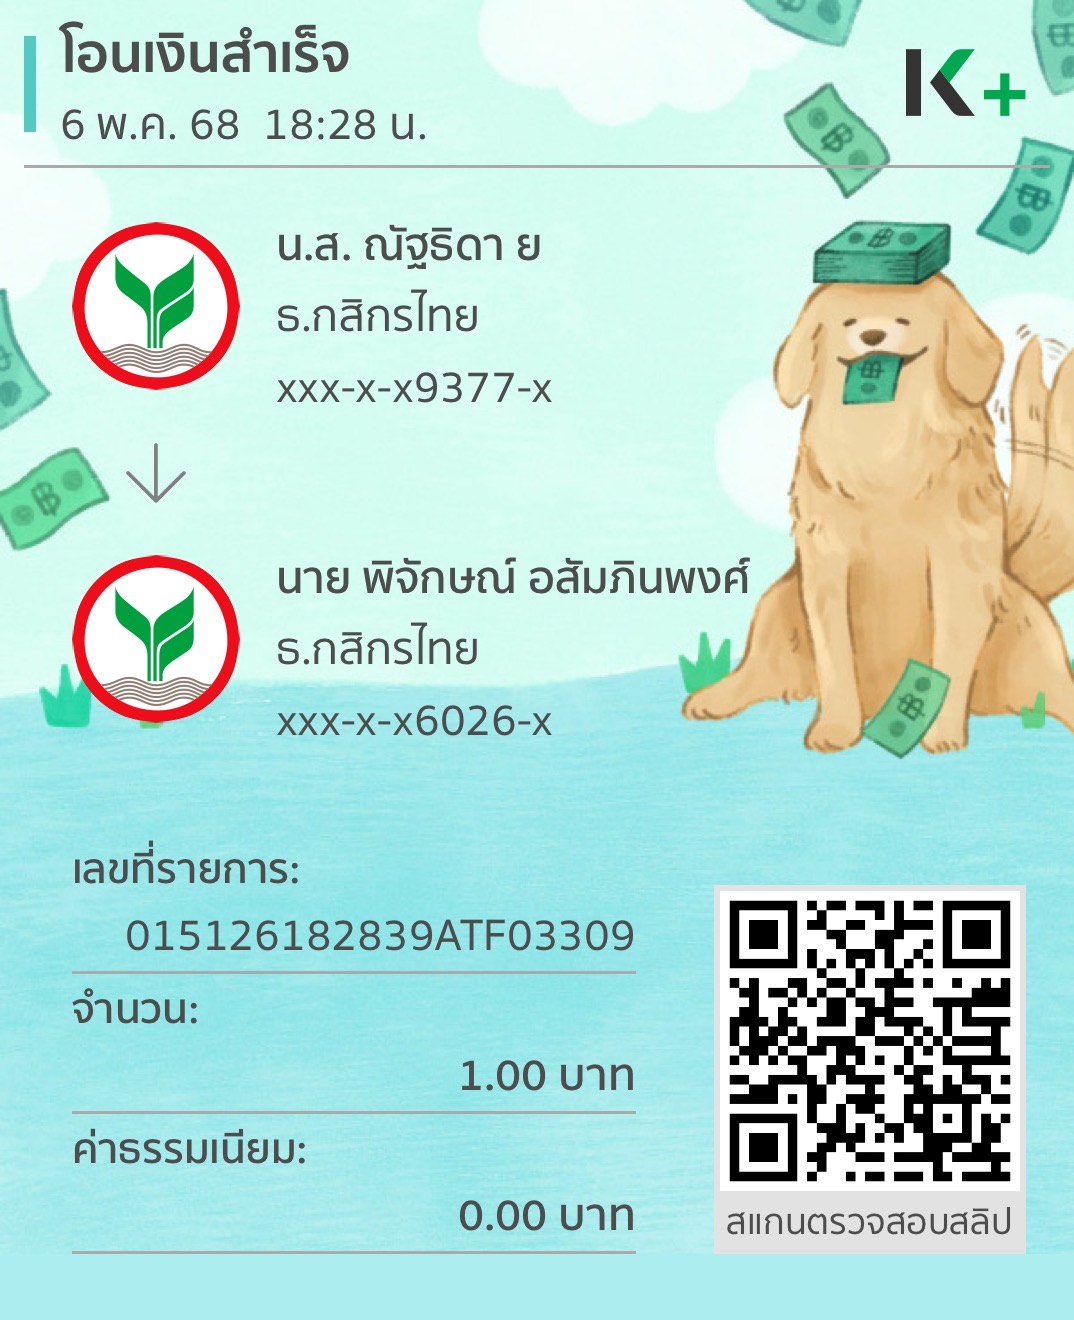 โอนเงินสำเร็จ
6 พ.ค. 68  18:28 น.
K+
น.ส. ณัฐธิดา ย
ธ.กสิกรไทย
xxx-x-x9377-x
นาย พิจักษณ์ อสัมภินพงศ์
ธ.กสิกรไทย
xxx-x-x6026-x
เลขที่รายการ:
015126182839ATF03309
จำนวน:
1.00 บาท
ค่าธรรมเนียม:
0.00 บาท
สแกนตรวจสอบสลิป